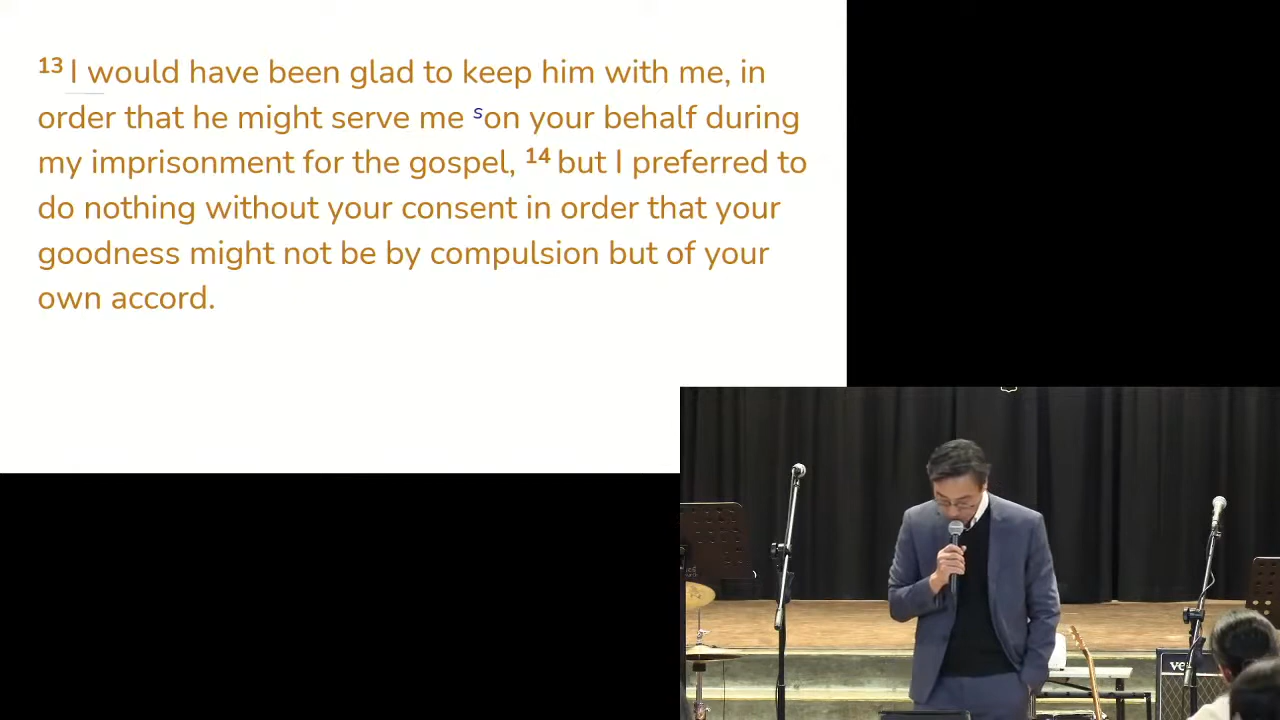 13 I would have been glad to keep him with me, in
order that he might serve me s on your behalf during
my imprisonment for the gospel, 14 but I preferred to
do nothing without your consent in order that your
goodness might not be by compulsion but of your
own accord.